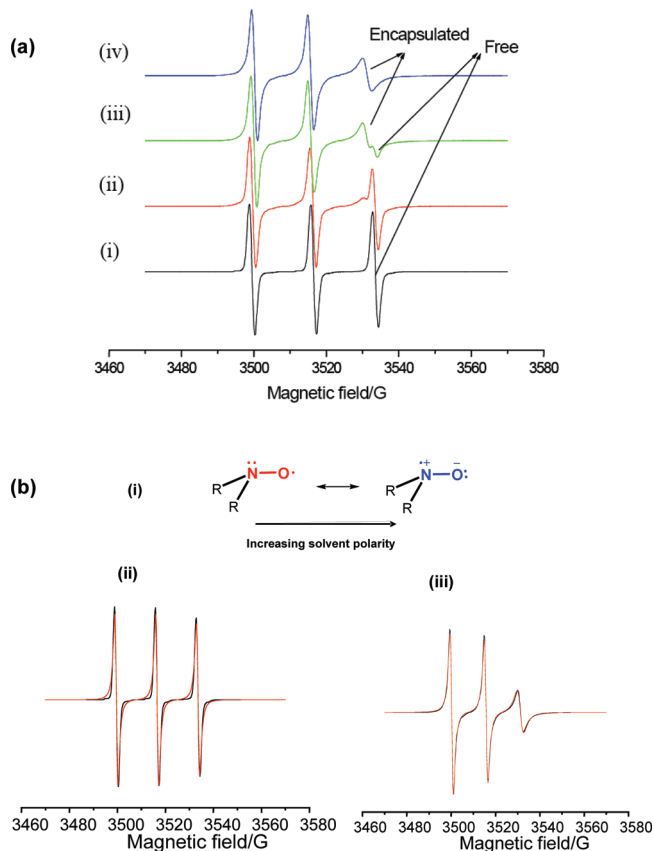 (a)
(iv)
Encapsulated
Free
(iii)
(ii)
(i)
3460 3480 3500 3520 3540 3560 3580
Magnetic field/G
(b)
(i)
R
R
N̈—O·
R
R
N·+—O:−
Increasing solvent polarity
(ii)
(iii)
3460 3480 3500 3520 3540 3560 3580
Magnetic field/G
3460 3480 3500 3520 3540 3560 3580
Magnetic field/G